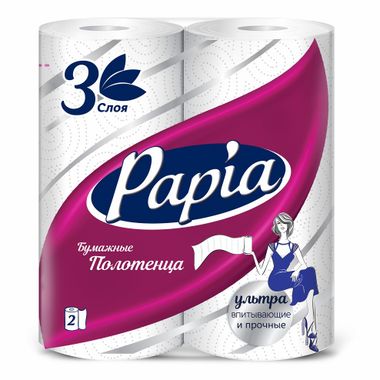 3
Слоя
Papia
Бумажные
Полотенца
2
ультра
впитывающие
и прочные